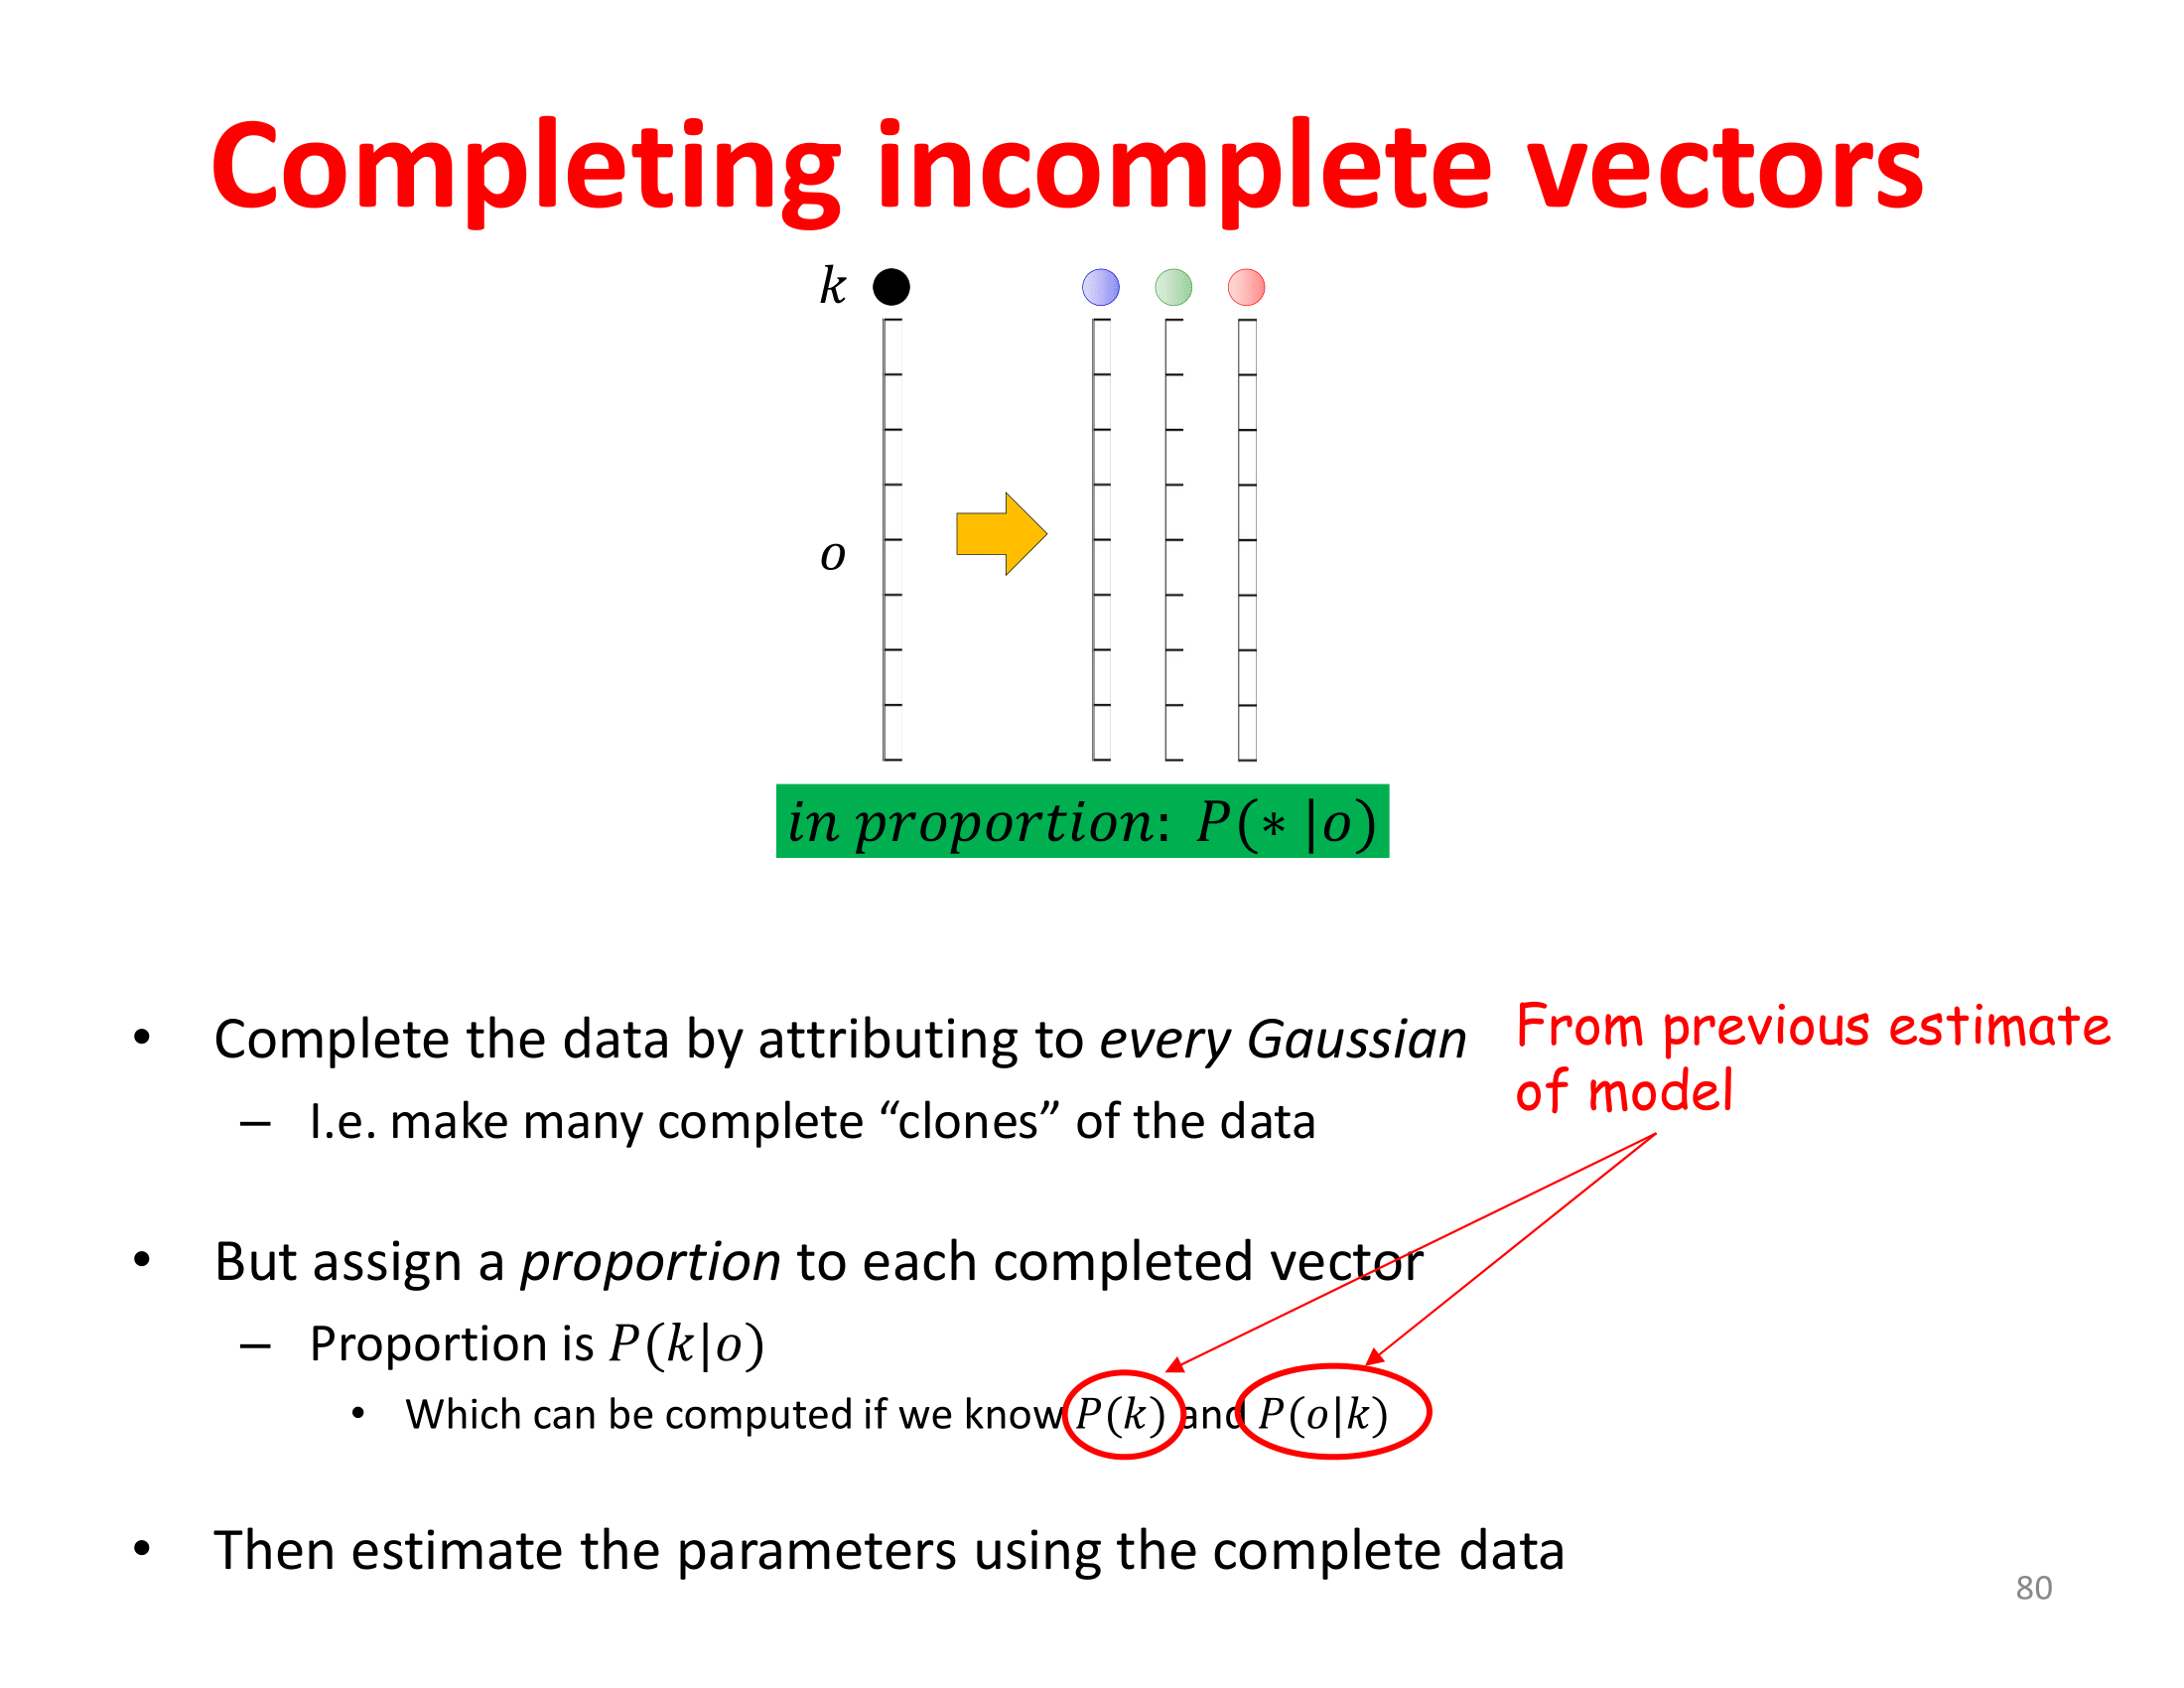 Completing incomplete vectors
k
o
in proportion: P(∗ |o)
• Complete the data by attributing to every Gaussian
– I.e. make many complete “clones” of the data
From previous estimate
of model
• But assign a proportion to each completed vector
– Proportion is P(k|o)
• Which can be computed if we know P(k) and P(o|k)
• Then estimate the parameters using the complete data
80